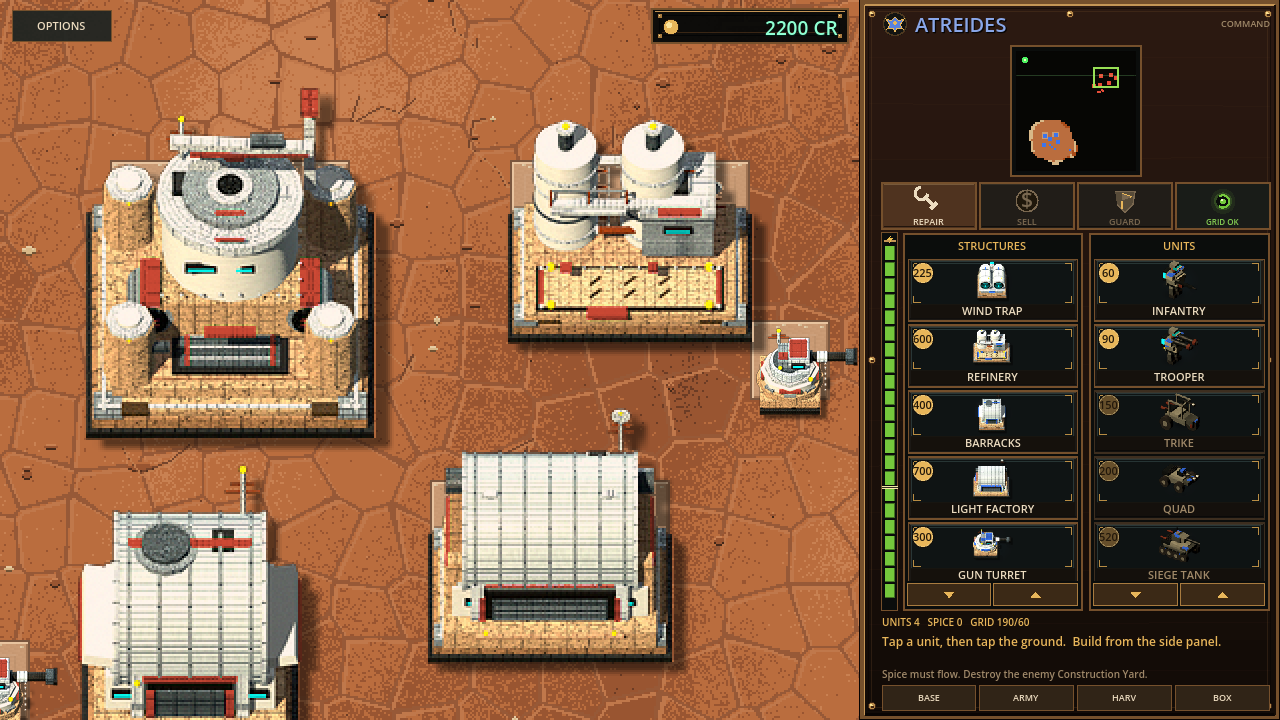 OPTIONS
2200 CR
ATREIDES
COMMAND
REPAIR
SELL
GUARD
GRID OK
STRUCTURES
225
WIND TRAP
600
REFINERY
400
BARRACKS
700
LIGHT FACTORY
300
GUN TURRET
UNITS
60
INFANTRY
90
TROOPER
150
TRIKE
200
QUAD
320
SIEGE TANK
UNITS 4 SPICE 0 GRID 190/60
Tap a unit, then tap the ground. Build from the side panel.
Spice must flow. Destroy the enemy Construction Yard.
BASE
ARMY
HARV
BOX